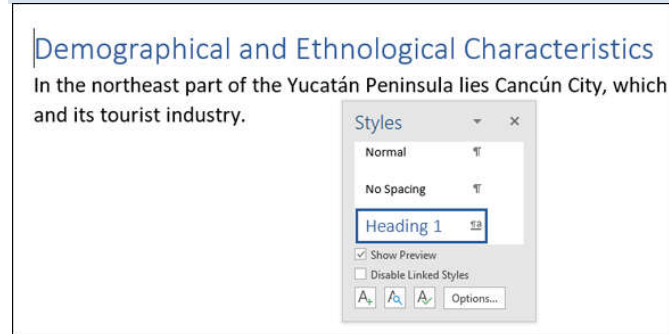 Demographical and Ethnological Characteristics
In the northeast part of the Yucatán Peninsula lies Cancún City, which
and its tourist industry.
Styles
Normal
No Spacing
Heading 1
Show Preview
Disable Linked Styles
Options...